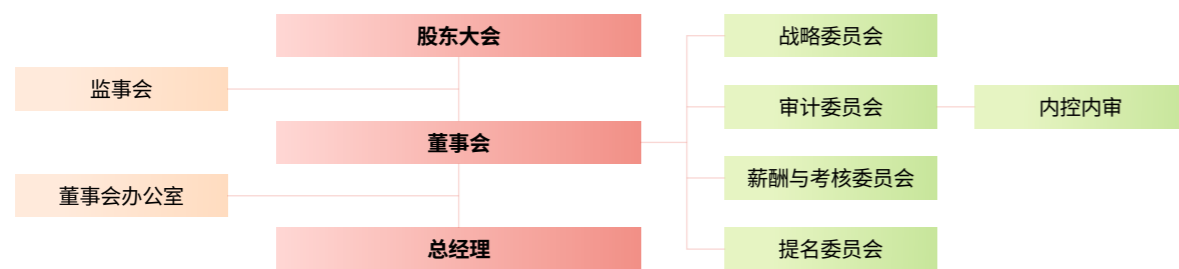 股东大会
监事会
董事会
董事会办公室
总经理
战略委员会
审计委员会
内控内审
薪酬与考核委员会
提名委员会